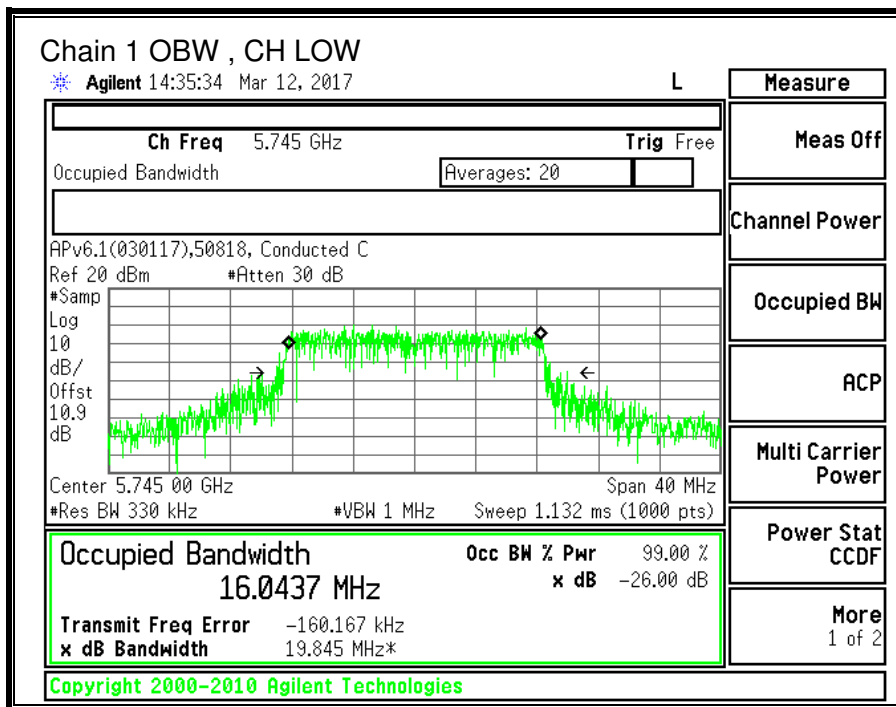 Chain 1 OBW , CH LOW
Agilent 14:35:34 Mar 12, 2017 L
Measure
Ch Freq 5.745 GHz Trig Free
Occupied Bandwidth Averages: 20
APv6.1(030117),50818, Conducted C
Ref 20 dBm #Atten 30 dB
#Samp
Log
10
dB/
Offst
10.9
dB
Center 5.745 00 GHz Span 40 MHz
#Res BW 330 kHz #VBW 1 MHz Sweep 1.132 ms (1000 pts)
Occupied Bandwidth Occ BW % Pwr 99.00 %
16.0437 MHz x dB -26.00 dB
Transmit Freq Error -160.167 kHz
x dB Bandwidth 19.845 MHz*
Meas Off
Channel Power
Occupied BW
ACP
Multi Carrier
Power
Power Stat
CCDF
More
1 of 2
Copyright 2000-2010 Agilent Technologies